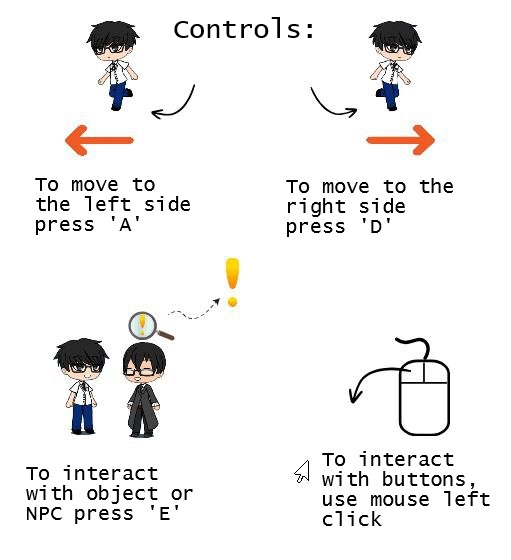 Controls:
To move to
the left side
press 'A'
To move to the
right side
press 'D'
To interact
with object or
NPC press 'E'
To interact
with buttons,
use mouse left
click